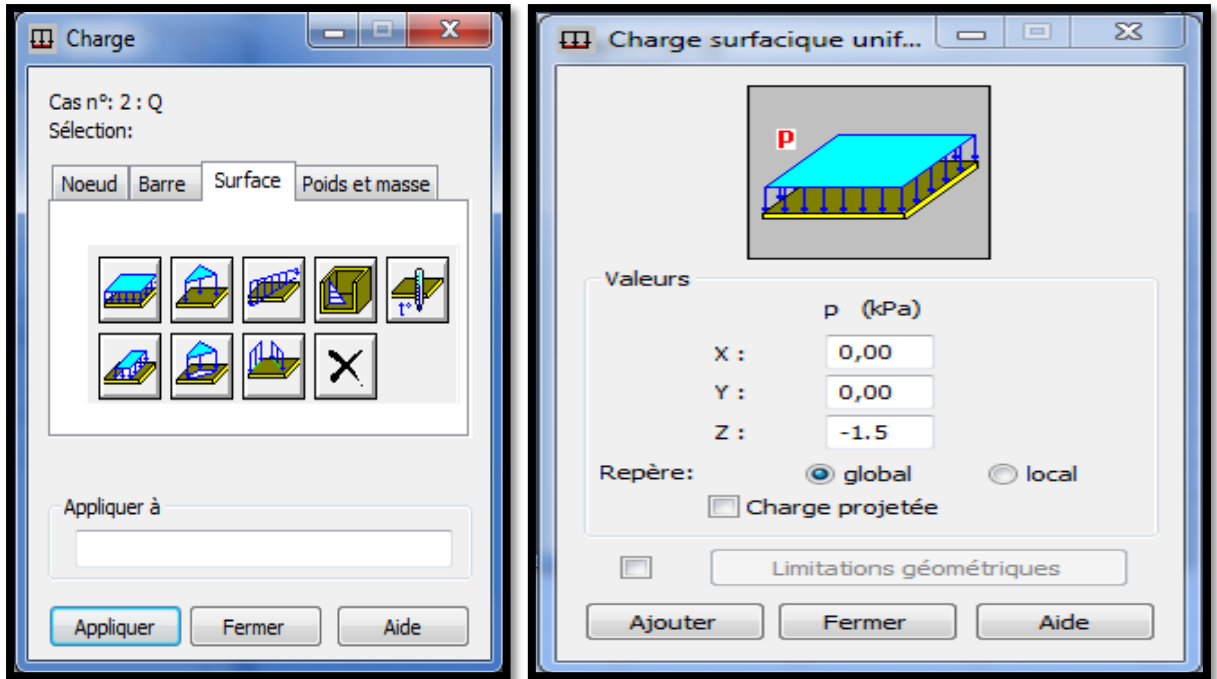 Charge
Cas n°: 2 : Q
Sélection:
Noeud Barre Surface Poids et masse
t°
Appliquer à
Appliquer Fermer Aide
Charge surfacique unif...
P
Valeurs
p (kPa)
X : 0,00
Y : 0,00
Z : -1.5
Repère: global local
Charge projetée
Limitations géométriques
Ajouter Fermer Aide